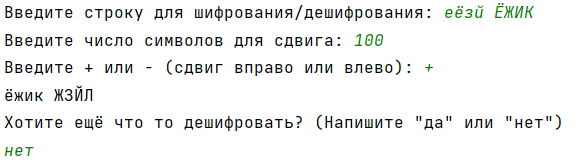 Введите строку для шифрования/дешифрования: еёзй ЁЖИК
Введите число символов для сдвига: 100
Введите + или - (сдвиг вправо или влево): +
ёжик ЖЗЙЛ
Хотите ещё что то дешифровать? (Напишите "да" или "нет")
нет